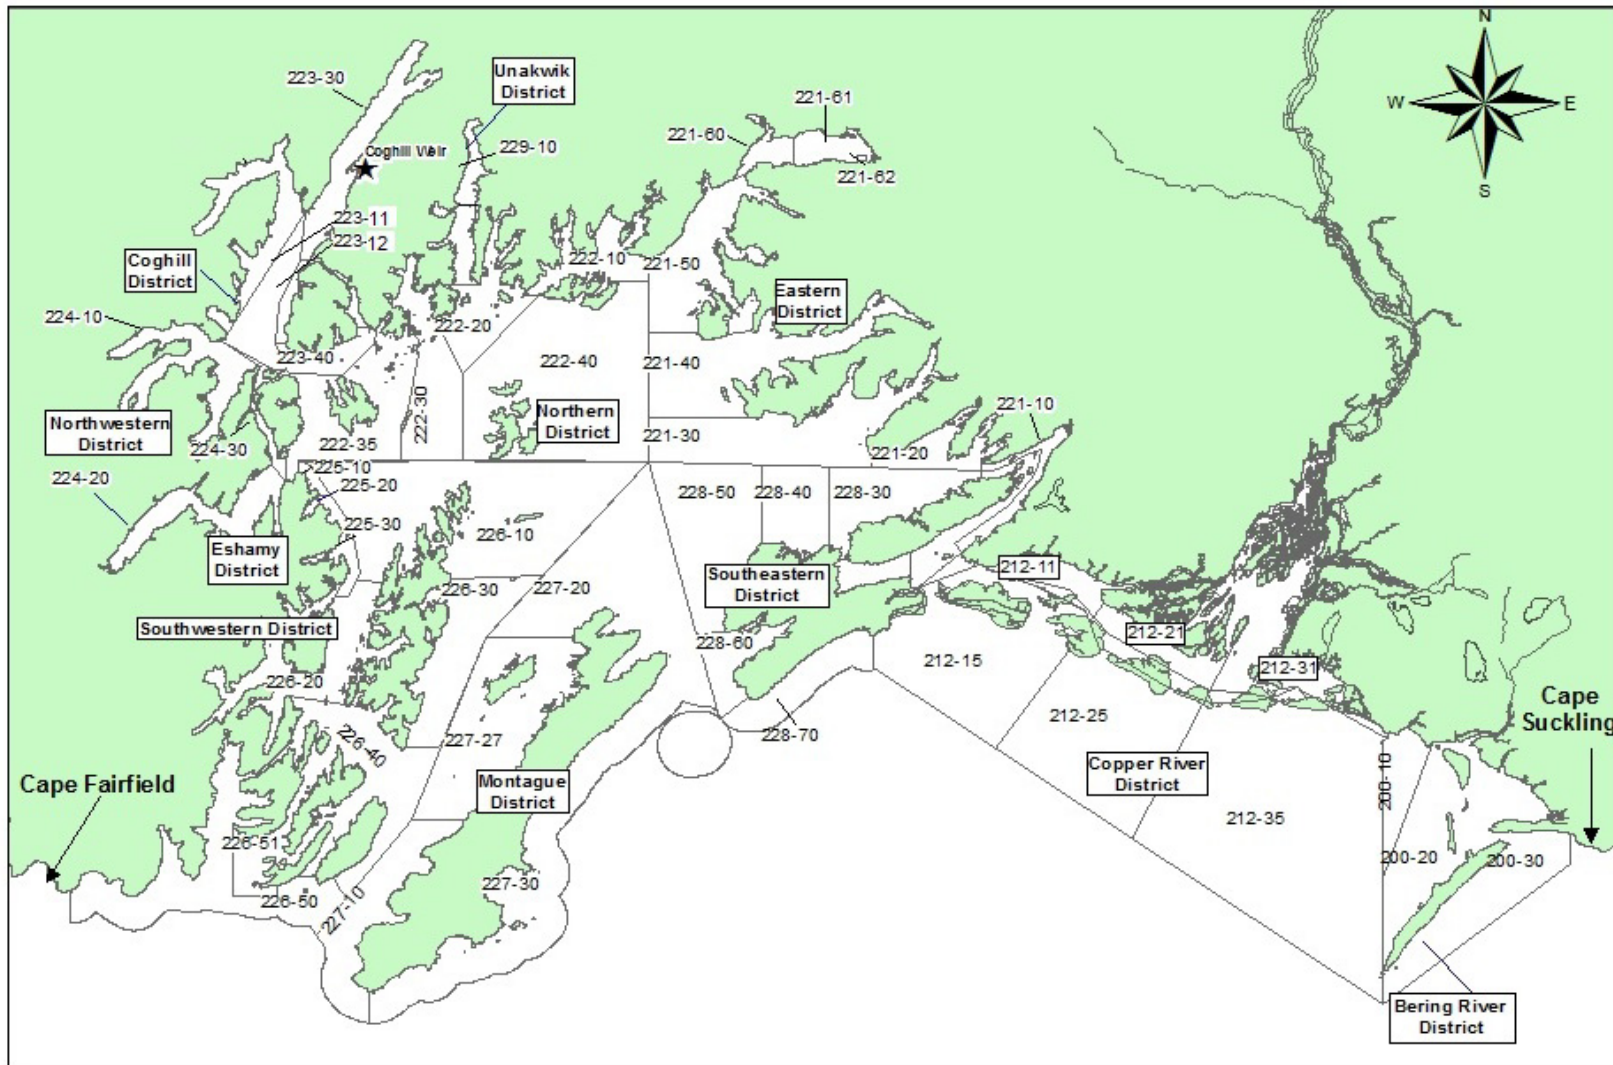 N
W
E
S
223-30
Unakwik
District
221-61
221-60
Coghill Weir
229-10
221-62
223-11
223-12
Coghill
District
222-10
221-50
Eastern
District
224-10
222-20
223-40
222-40
221-40
222-30
Northern
District
221-10
Northwestern
District
224-30
222-35
221-30
221-20
224-20
225-10
225-20
228-50
228-40
228-30
225-30
226-10
Eshamy
District
Southeastern
District
212-11
226-30
227-20
Southwestern District
228-60
212-21
212-15
212-31
226-20
Cape
Suckling
226-40
227-27
228-70
212-25
Copper River
District
200-10
Cape Fairfield
Montague
District
212-35
226-51
200-20
200-30
227-30
226-50
227-10
Bering River
District